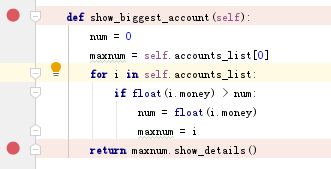 def show_biggest_account(self):
num = 0
maxnum = self.accounts_list[0]
for i in self.accounts_list:
if float(i.money) > num:
num = float(i.money)
maxnum = i
return maxnum.show_details()